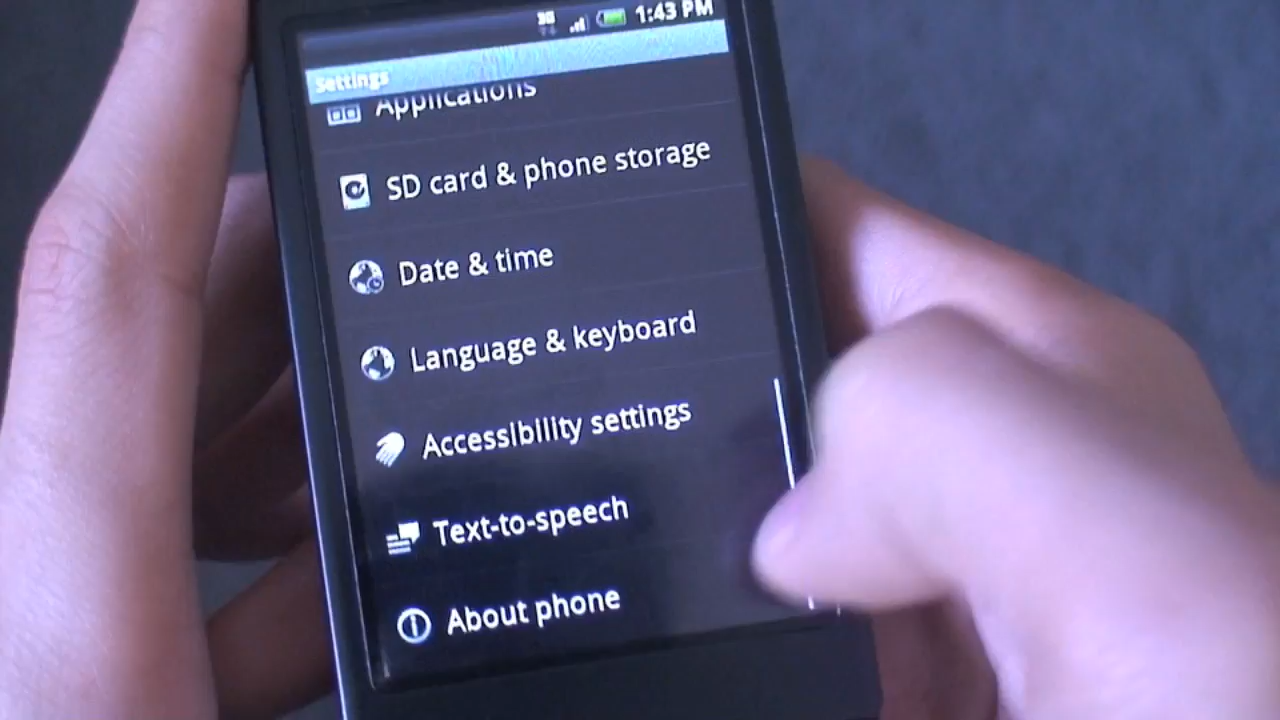 3G 1:43 PM
Settings
Applications
SD card & phone storage
Date & time
Language & keyboard
Accessibility settings
Text-to-speech
About phone